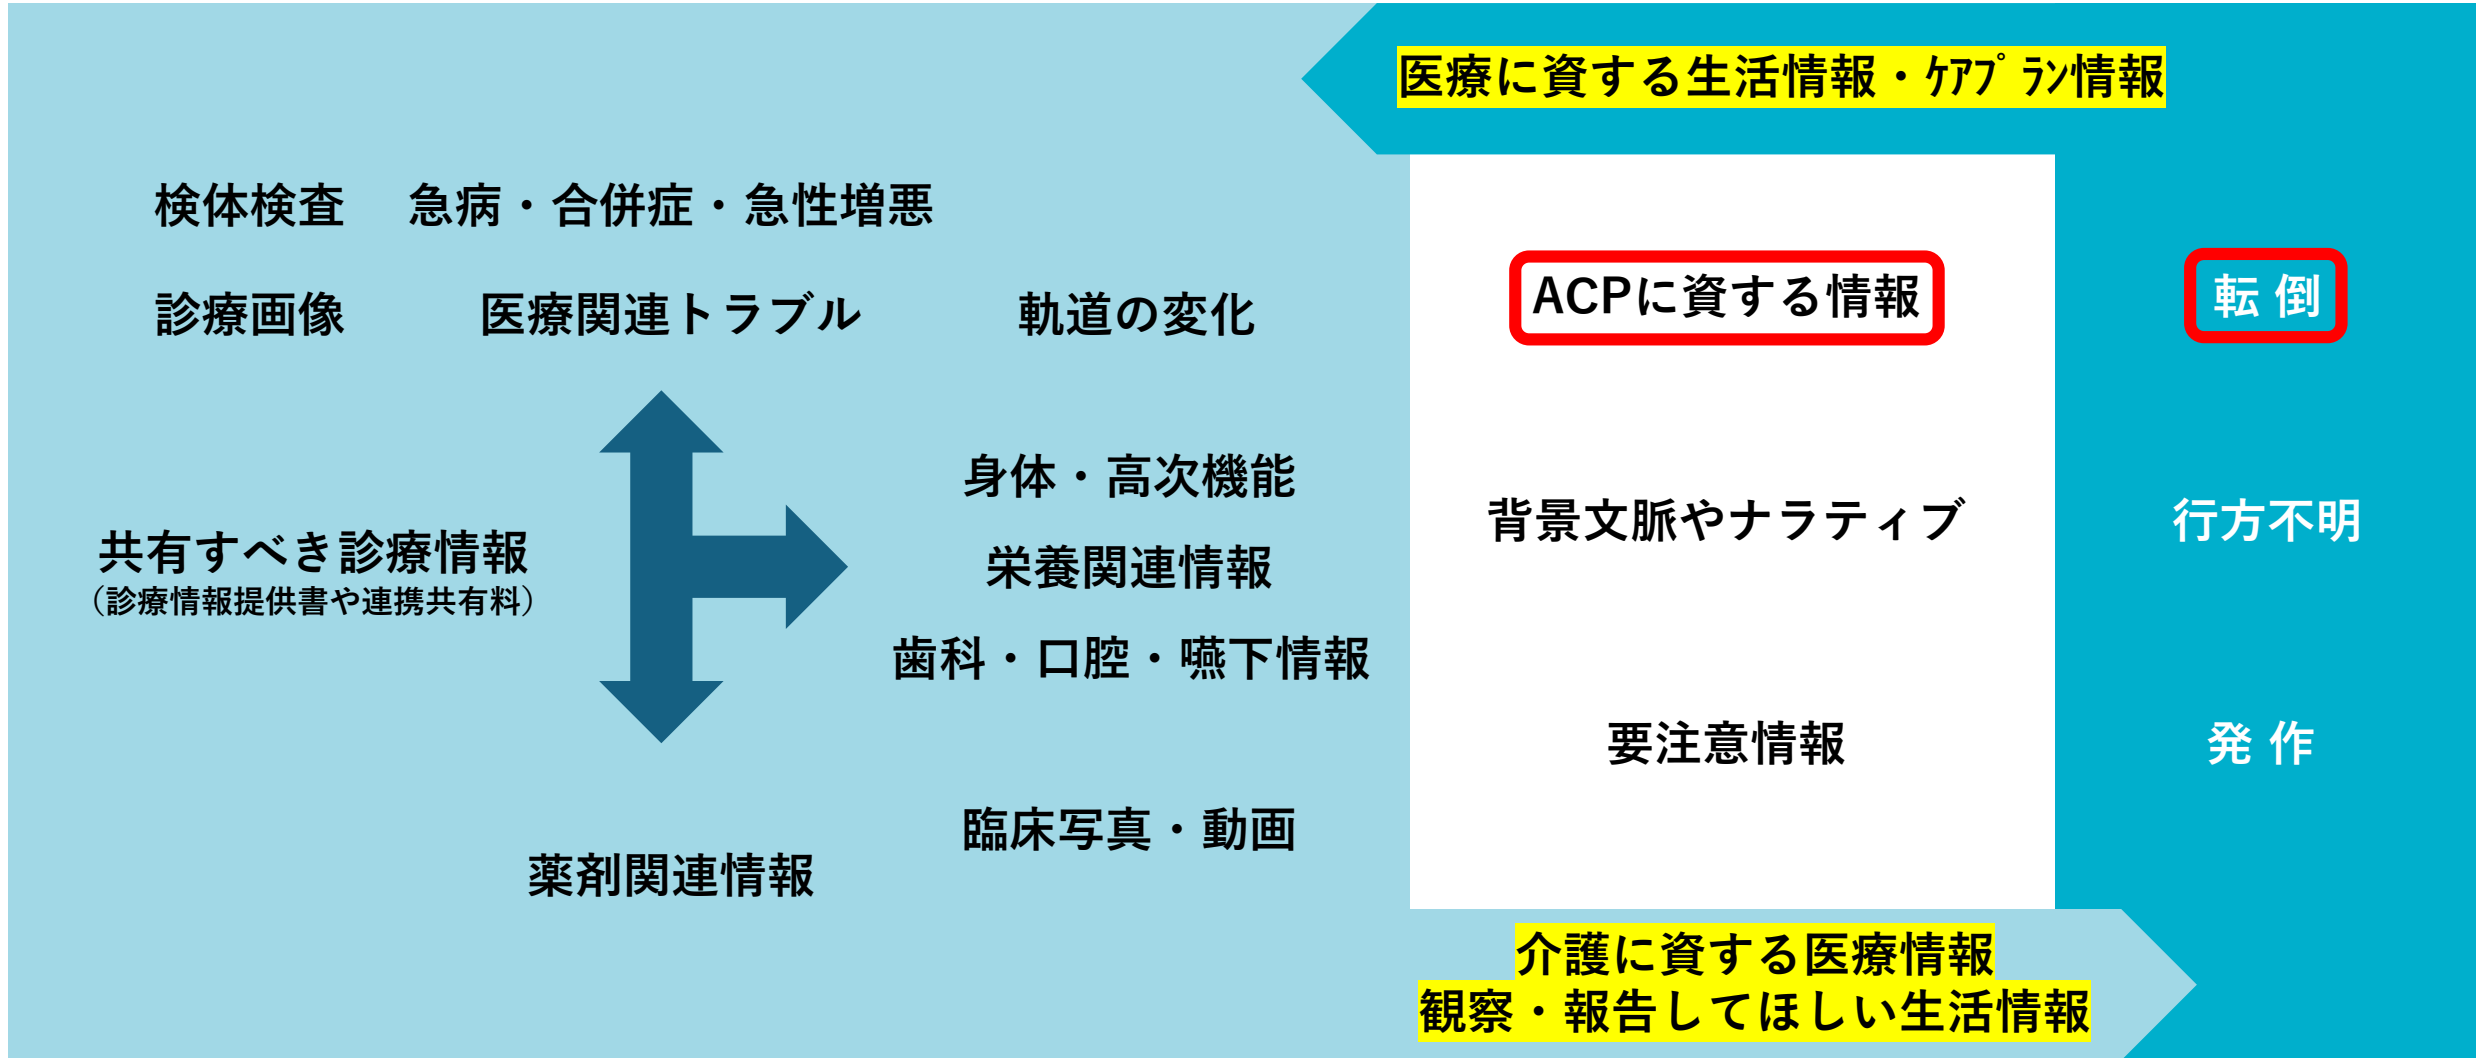 医療に資する生活情報・ｹｱﾌﾟﾗﾝ情報
検体検査
急病・合併症・急性増悪
診療画像
医療関連トラブル
軌道の変化
ACPに資する情報
転 倒
身体・高次機能
背景文脈やナラティブ
行方不明
共有すべき診療情報
（診療情報提供書や連携共有料）
栄養関連情報
歯科・口腔・嚥下情報
要注意情報
発 作
臨床写真・動画
薬剤関連情報
介護に資する医療情報
観察・報告してほしい生活情報